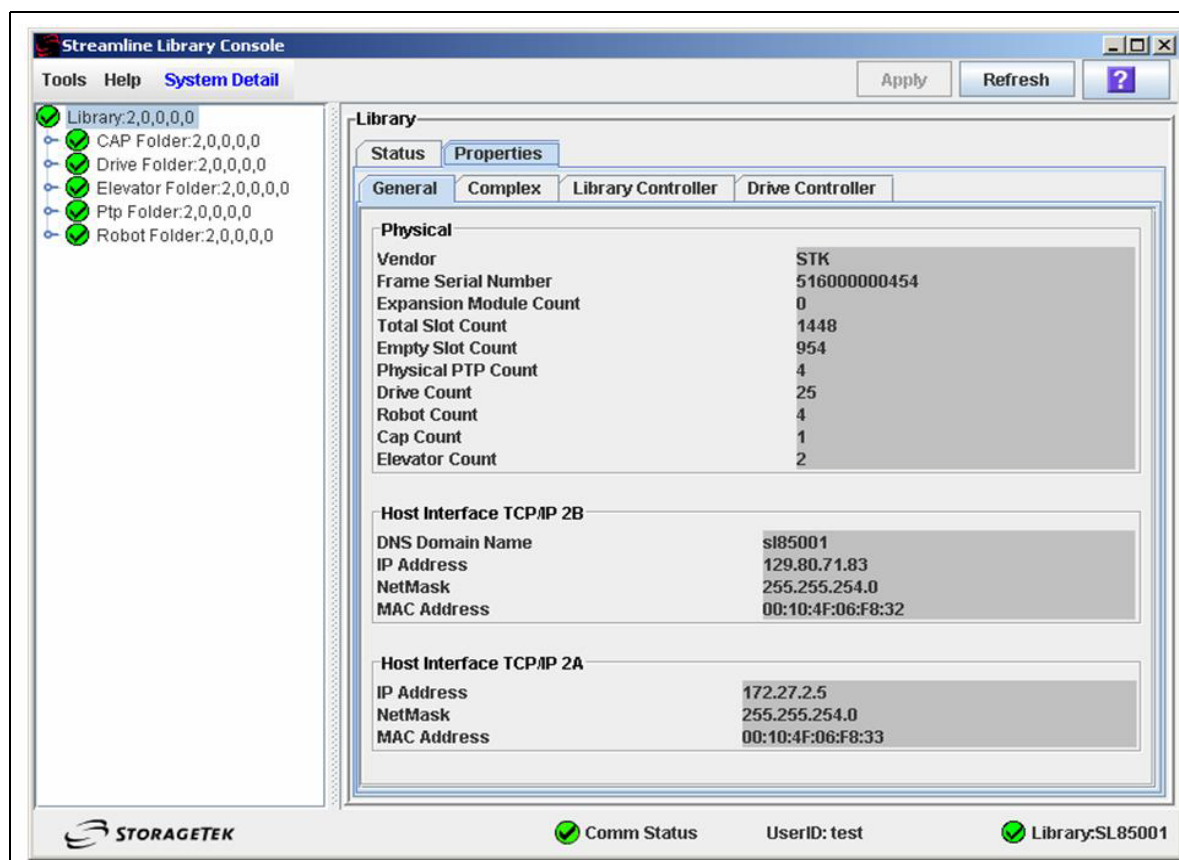 Streamline Library Console
Tools Help System Detail
Apply Refresh ?
Library:2,0,0,0,0
CAP Folder:2,0,0,0,0
Drive Folder:2,0,0,0,0
Elevator Folder:2,0,0,0,0
Ptp Folder:2,0,0,0,0
Robot Folder:2,0,0,0,0
Library
Status Properties
General Complex Library Controller Drive Controller
Physical
Vendor STK
Frame Serial Number 516000000454
Expansion Module Count 0
Total Slot Count 1448
Empty Slot Count 954
Physical PTP Count 4
Drive Count 25
Robot Count 4
Cap Count 1
Elevator Count 2
Host Interface TCP/IP 2B
DNS Domain Name sl85001
IP Address 129.80.71.83
NetMask 255.255.254.0
MAC Address 00:10:4F:06:F8:32
Host Interface TCP/IP 2A
IP Address 172.27.2.5
NetMask 255.255.254.0
MAC Address 00:10:4F:06:F8:33
STORAGETEK Comm Status UserID: test Library:SL85001